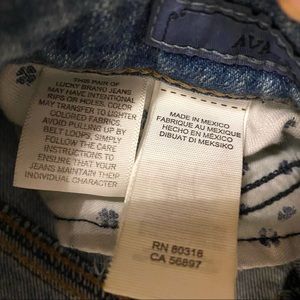 THIS PAIR OF
LUCKY BRAND JEANS
MAY HAVE INTENTIONAL
RIPS OR HOLES. COLOR
MAY TRANSFER TO LIGHTER
COLORED FABRICS.
AVOID PULLING UP BY
BELT LOOPS. SIMPLY
FOLLOW THE CARE
INSTRUCTIONS TO
ENSURE THAT YOUR
JEANS MAINTAIN THEIR
INDIVIDUAL CHARACTER
MADE IN MEXICO
FABRIQUE AU MEXIQUE
HECHO EN MÉXICO
DIBUAT DI MEKSIKO
RN 80318
CA 56897